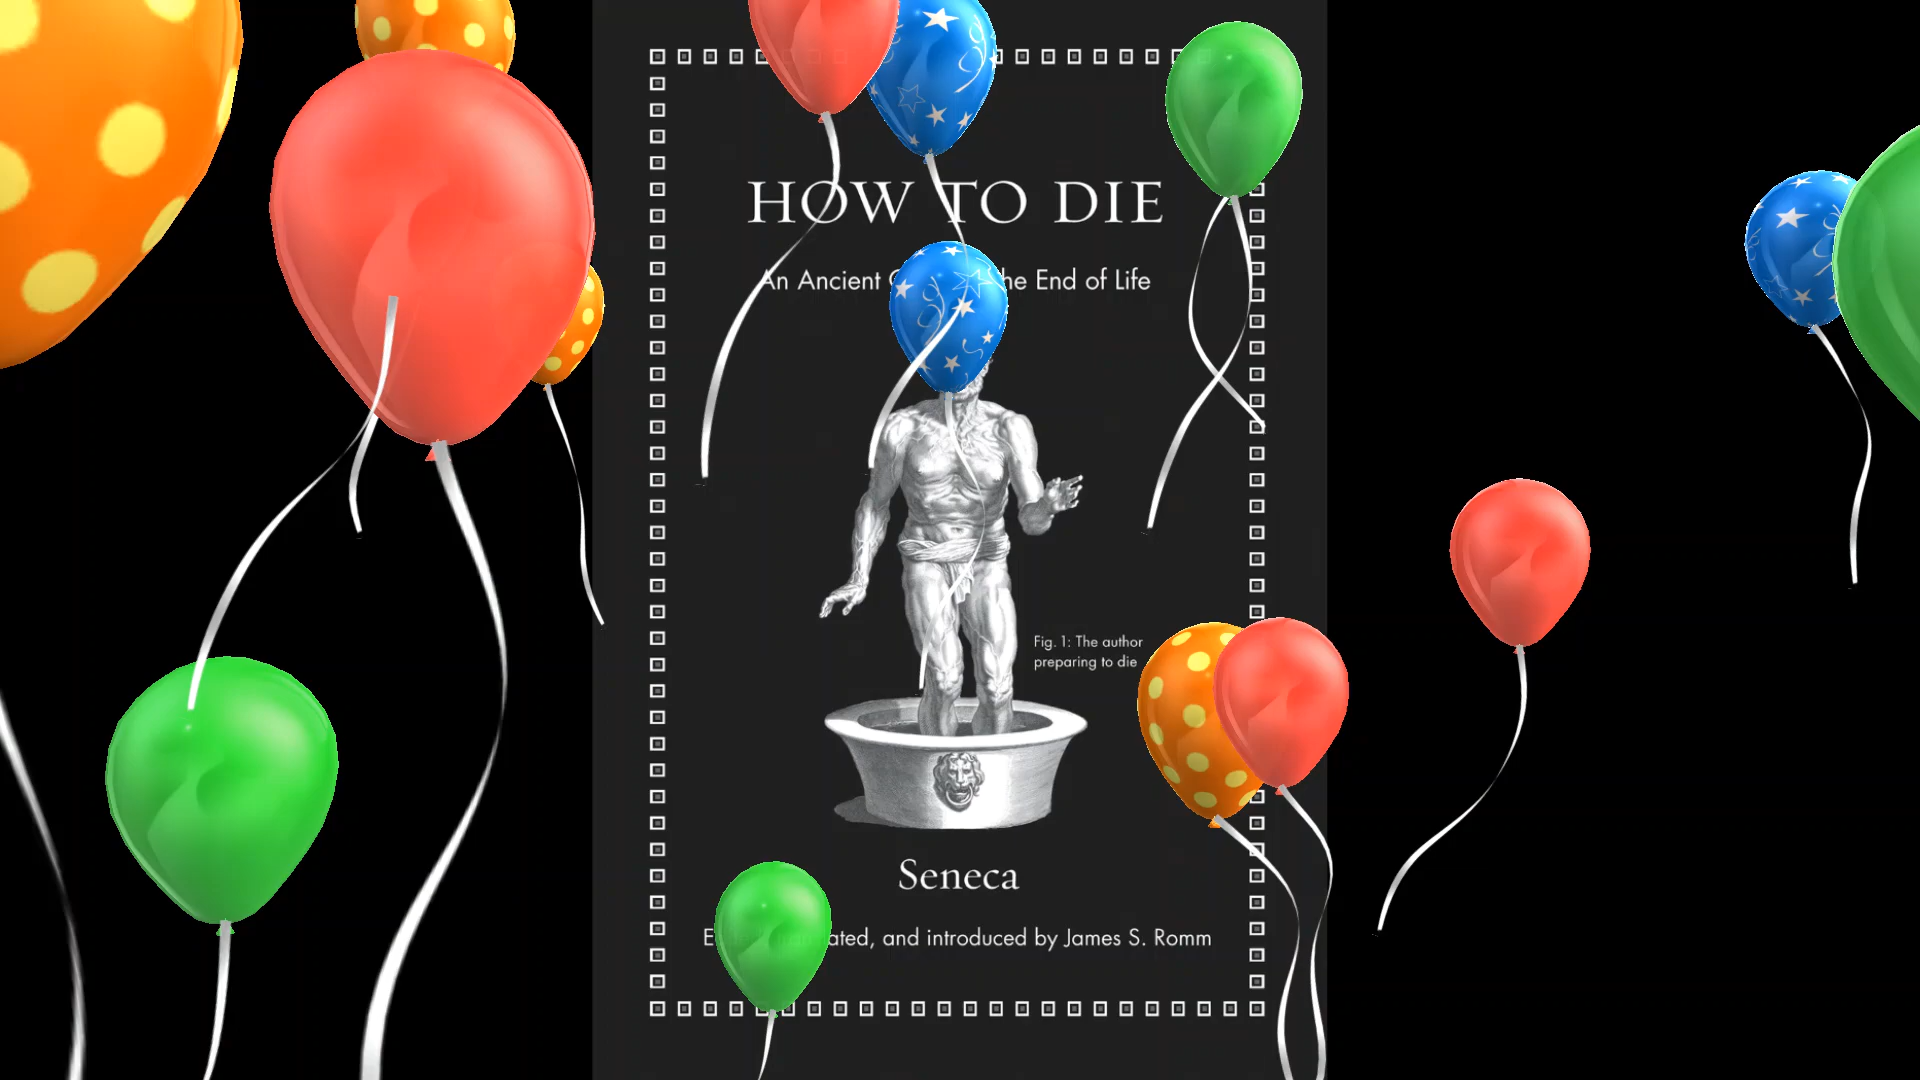 HOW TO DIE
An Ancient he End of Life
Fig. 1: The author
preparing to die
Seneca
and introduced by James S. Romm